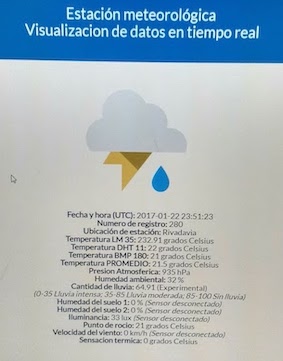 Estación meteorológica
Visualizacion de datos en tiempo real
Fecha y hora (UTC): 2017-01-22 23:51:23
Numero de registro: 280
Ubicación de estación: Rivadavia
Temperatura LM 35: 232.91 grados Celsius
Temperatura DHT 11: 22 grados Celsius
Temperatura BMP 180: 21 grados Celsius
Temperatura PROMEDIO: 21.5 grados Celsius
Presion Atmosferica: 935 hPa
Humedad ambiental: 32 %
Cantidad de lluvia: 64.91 (Experimental)
(0-35 Lluvia intensa; 35-85 Lluvia moderada; 85-100 Sin lluvia)
Humedad del suelo 1: 0 % (Sensor desconectado)
Humedad del suelo 2: 0 % (Sensor desconectado)
Iluminancia: 33 lux (Sensor desconectado)
Punto de rocio: 21 grados Celsius
Velocidad del viento: 0 km/h (Sensor desconectado)
Sensacion termica: 0 grados Celsius